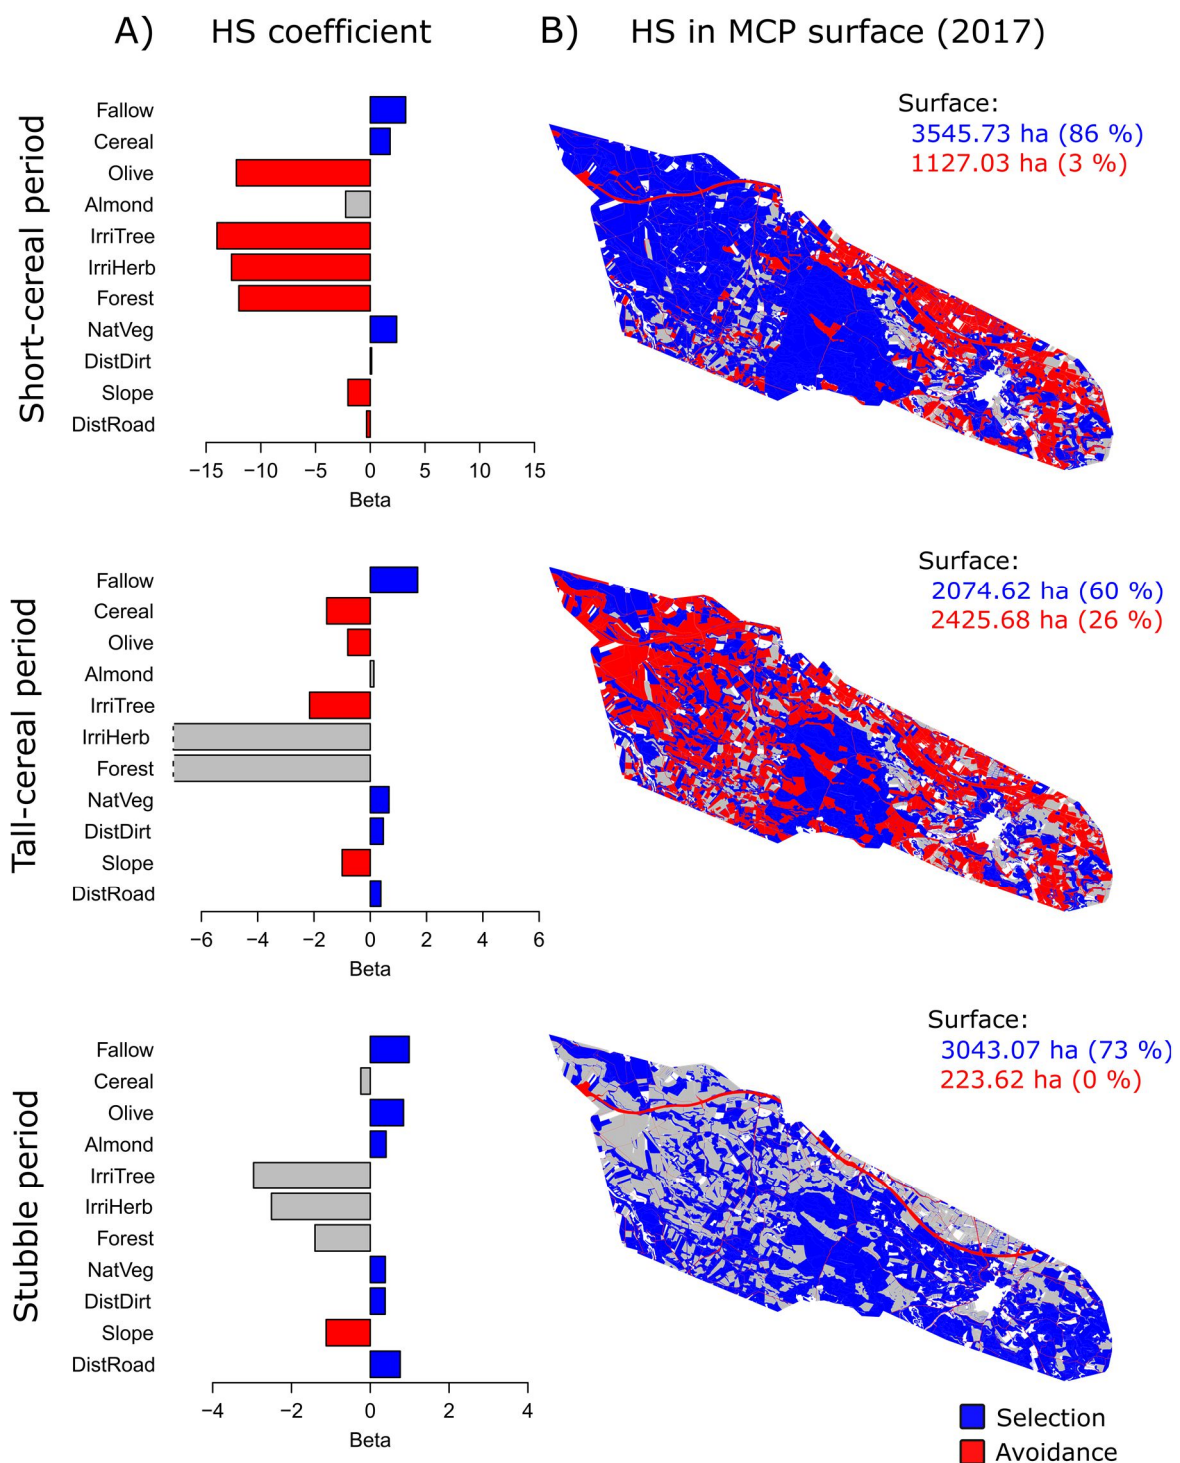 A) HS coefficient
B) HS in MCP surface (2017)
Short-cereal period
Fallow
Cereal
Olive
Almond
IrriTree
IrriHerb
Forest
NatVeg
DistDirt
Slope
DistRoad
−15 −10 −5 0 5 10 15
Beta
Surface:
3545.73 ha (86 %)
1127.03 ha (3 %)
Tall-cereal period
Fallow
Cereal
Olive
Almond
IrriTree
IrriHerb
Forest
NatVeg
DistDirt
Slope
DistRoad
−6 −4 −2 0 2 4 6
Beta
Surface:
2074.62 ha (60 %)
2425.68 ha (26 %)
Stubble period
Fallow
Cereal
Olive
Almond
IrriTree
IrriHerb
Forest
NatVeg
DistDirt
Slope
DistRoad
−4 −2 0 2 4
Beta
Surface:
3043.07 ha (73 %)
223.62 ha (0 %)
Selection
Avoidance